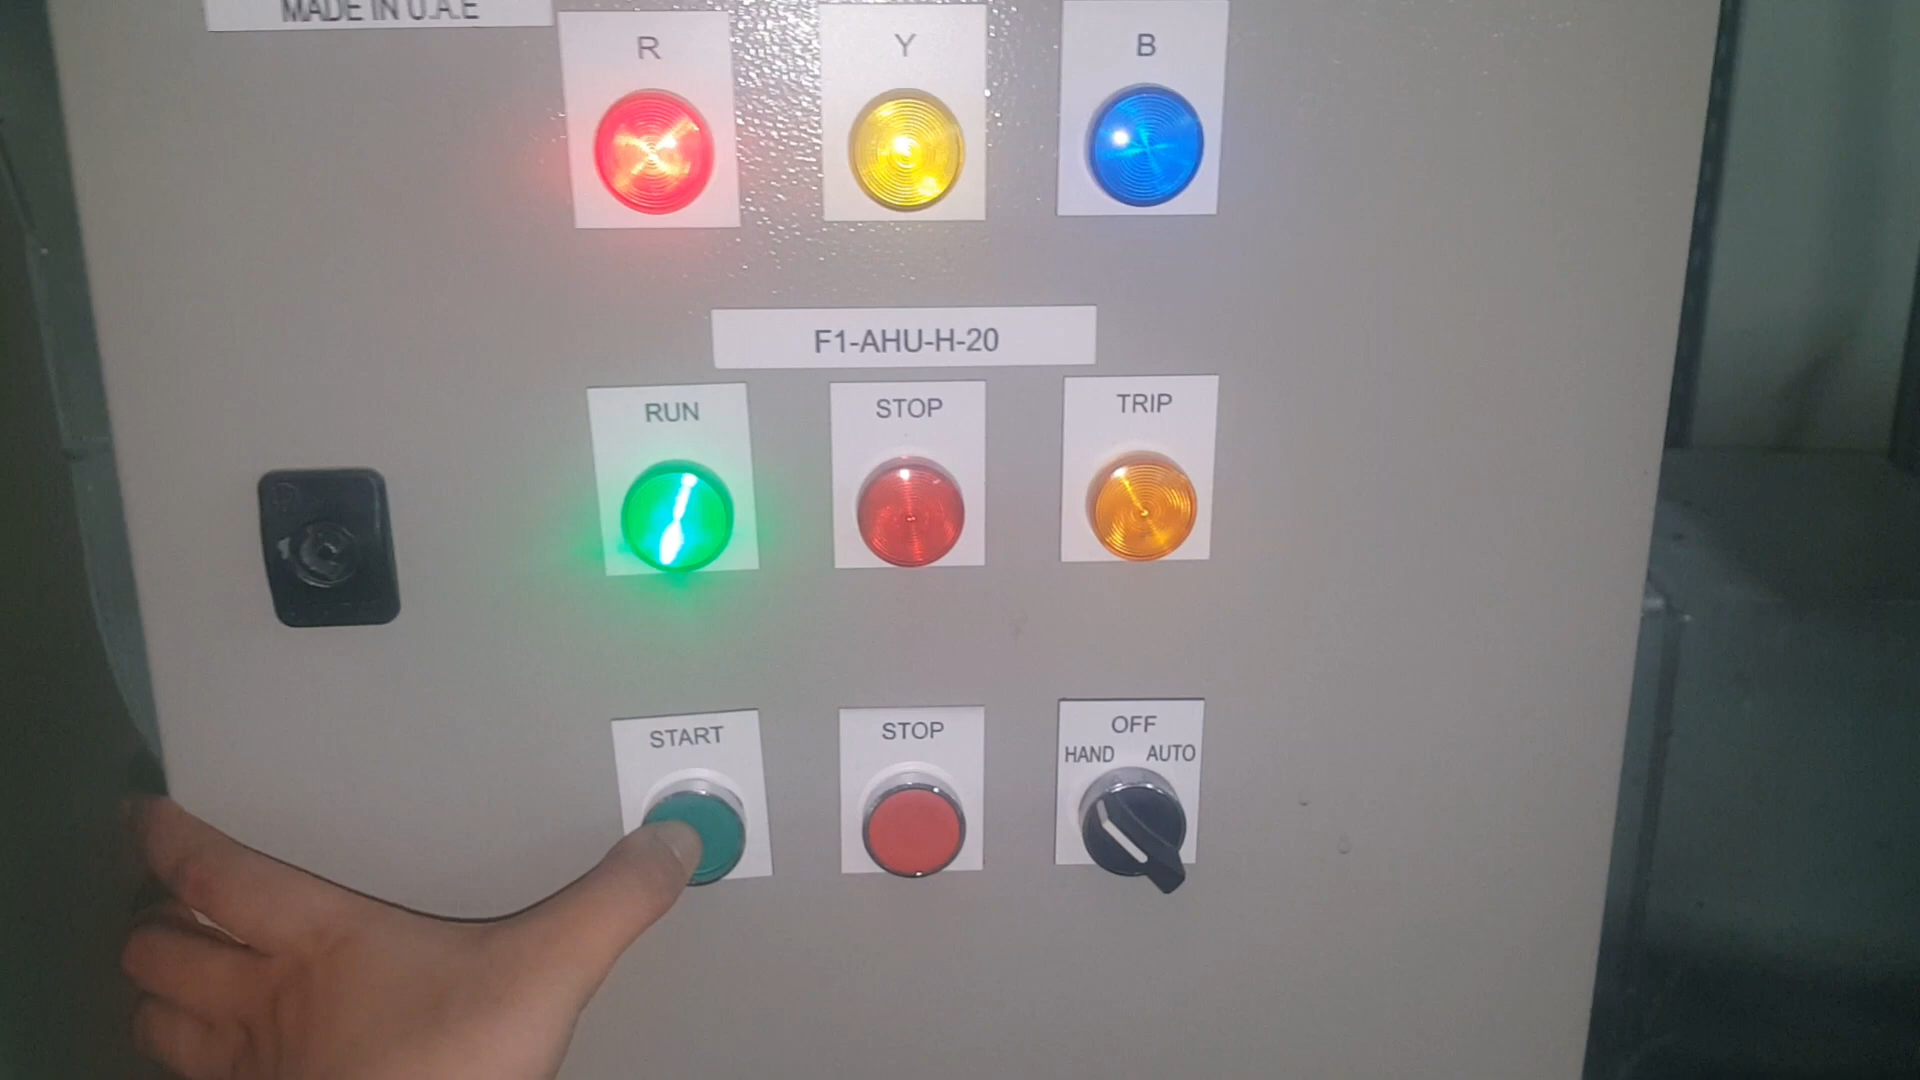 MADE IN U.A.E
R
Y
B
F1-AHU-H-20
RUN
STOP
TRIP
START
STOP
OFF
HAND AUTO